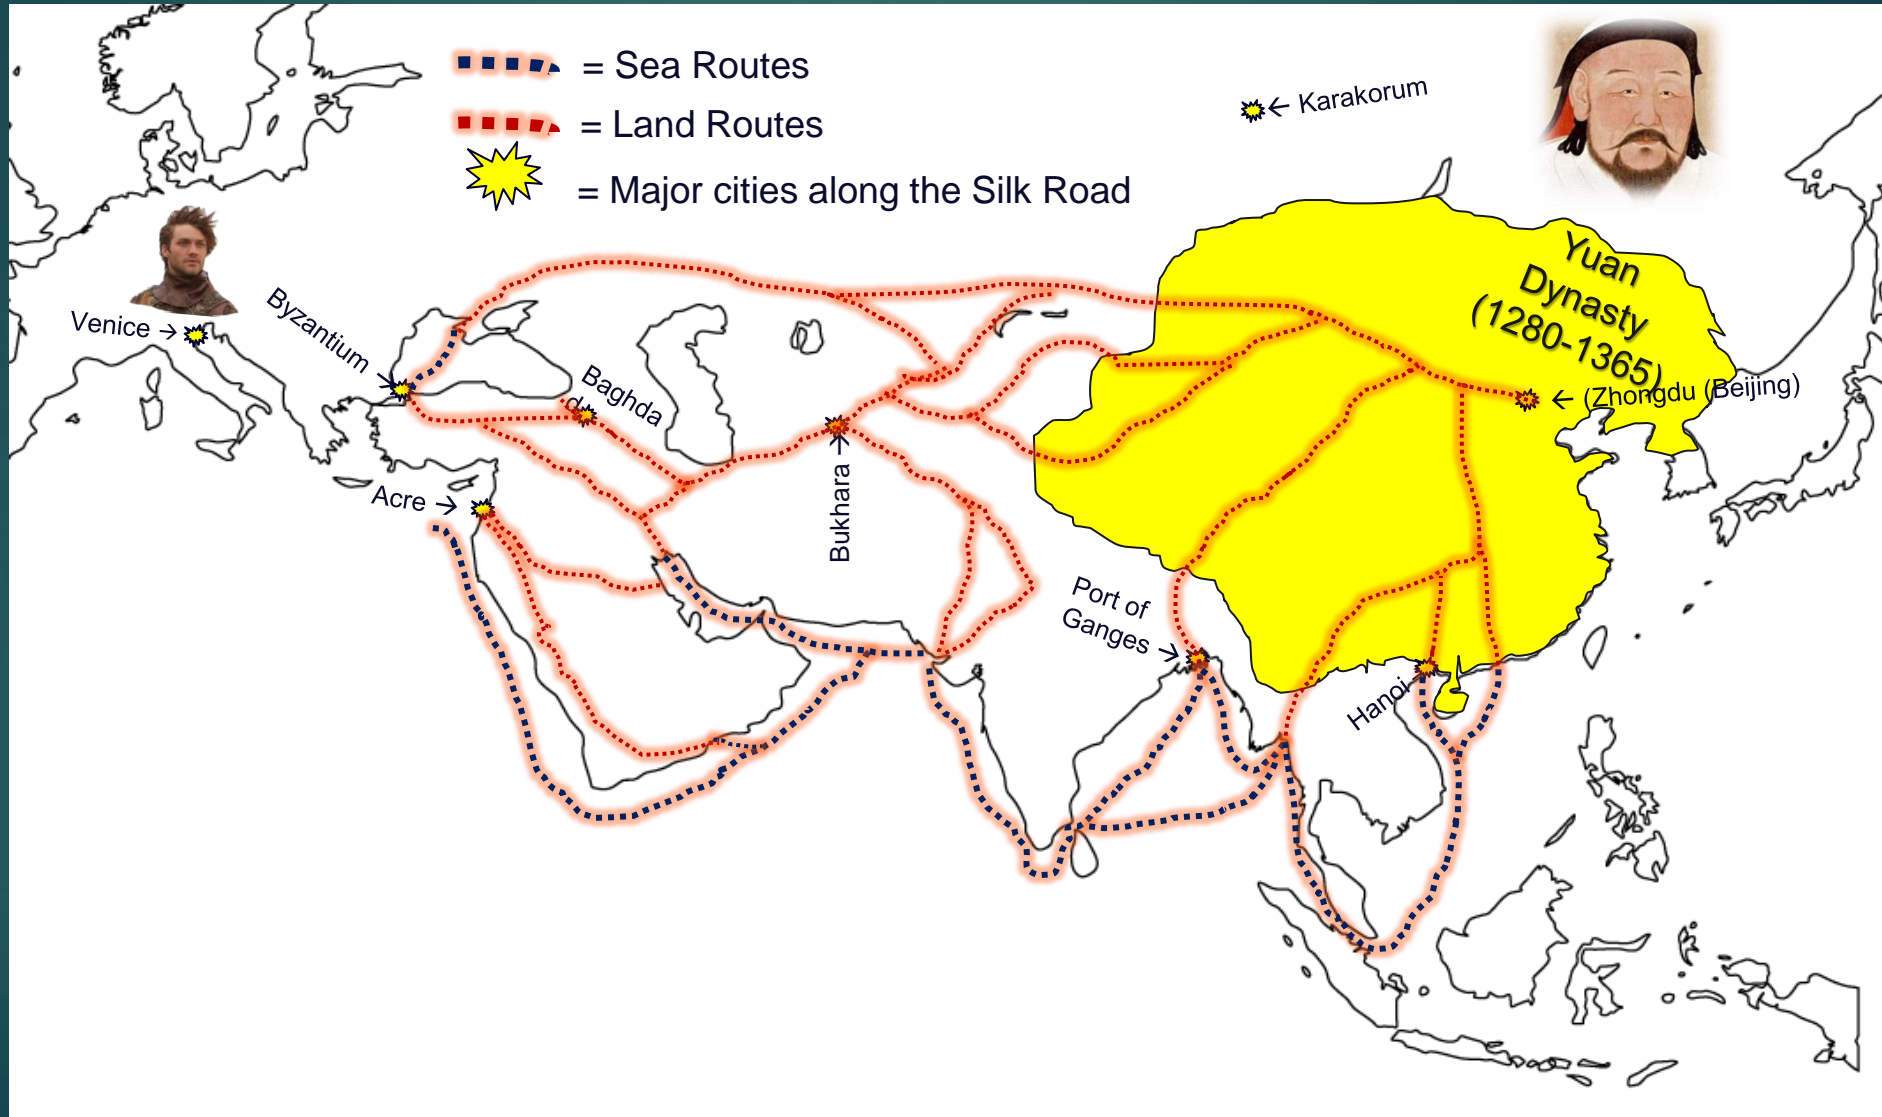 = Sea Routes
= Land Routes
= Major cities along the Silk Road
← Karakorum
Yuan
Dynasty
(1280-1365)
Venice →
Byzantium
Baghda
d
← (Zhongdu (Beijing)
Acre →
Bukhara →
Port of
Ganges →
Hanoi